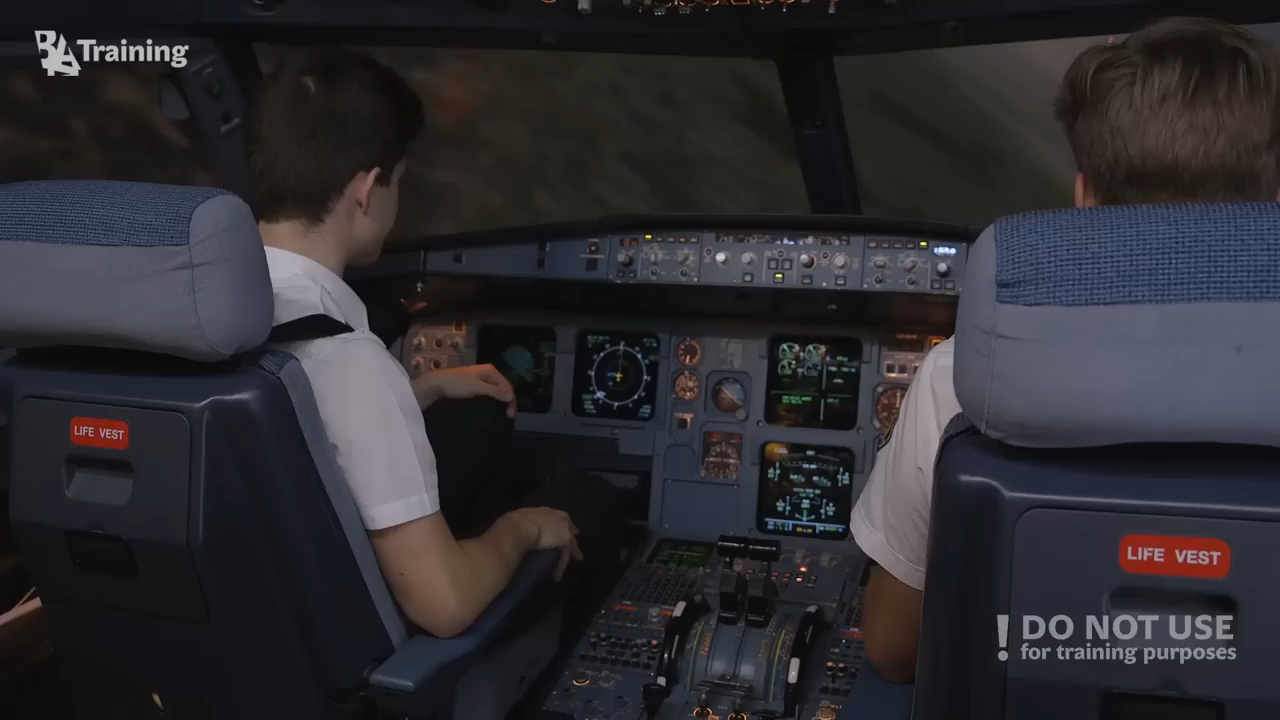 BAA Training
LIFE VEST
LIFE VEST
! DO NOT USE
for training purposes